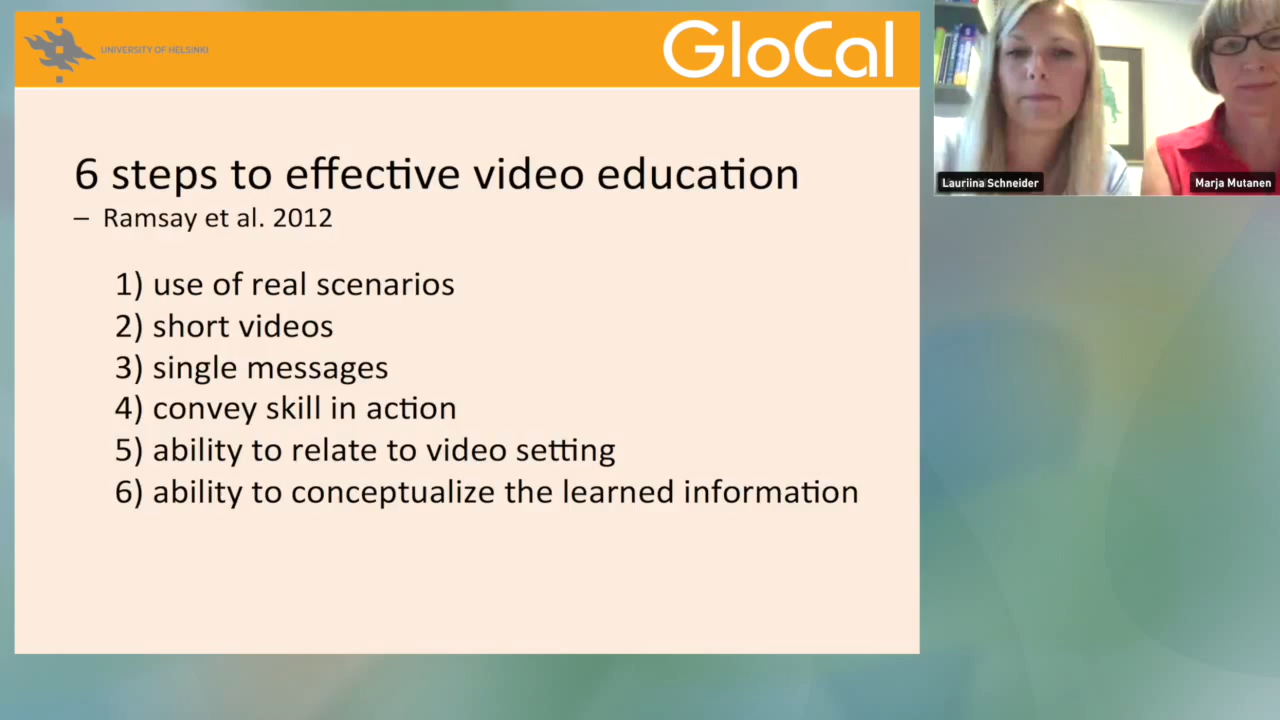 UNIVERSITY OF HELSINKI
GloCal
6 steps to effective video education
– Ramsay et al. 2012
1) use of real scenarios
2) short videos
3) single messages
4) convey skill in action
5) ability to relate to video setting
6) ability to conceptualize the learned information
Lauriina Schneider
Marja Mutanen